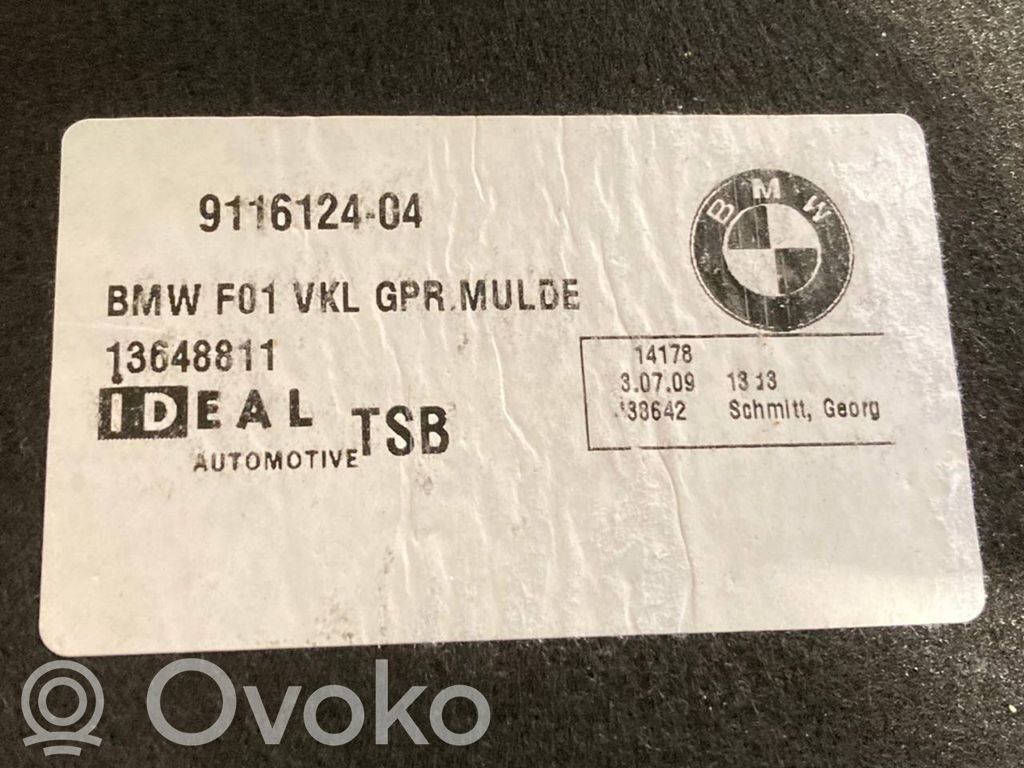 9116124-04
BMW
BMW F01 VKL GPR.MULDE
13648811
IDEAL
AUTOMOTIVE
TSB
14178
3.07.09 13
Schmitt, Georg
Ovoko